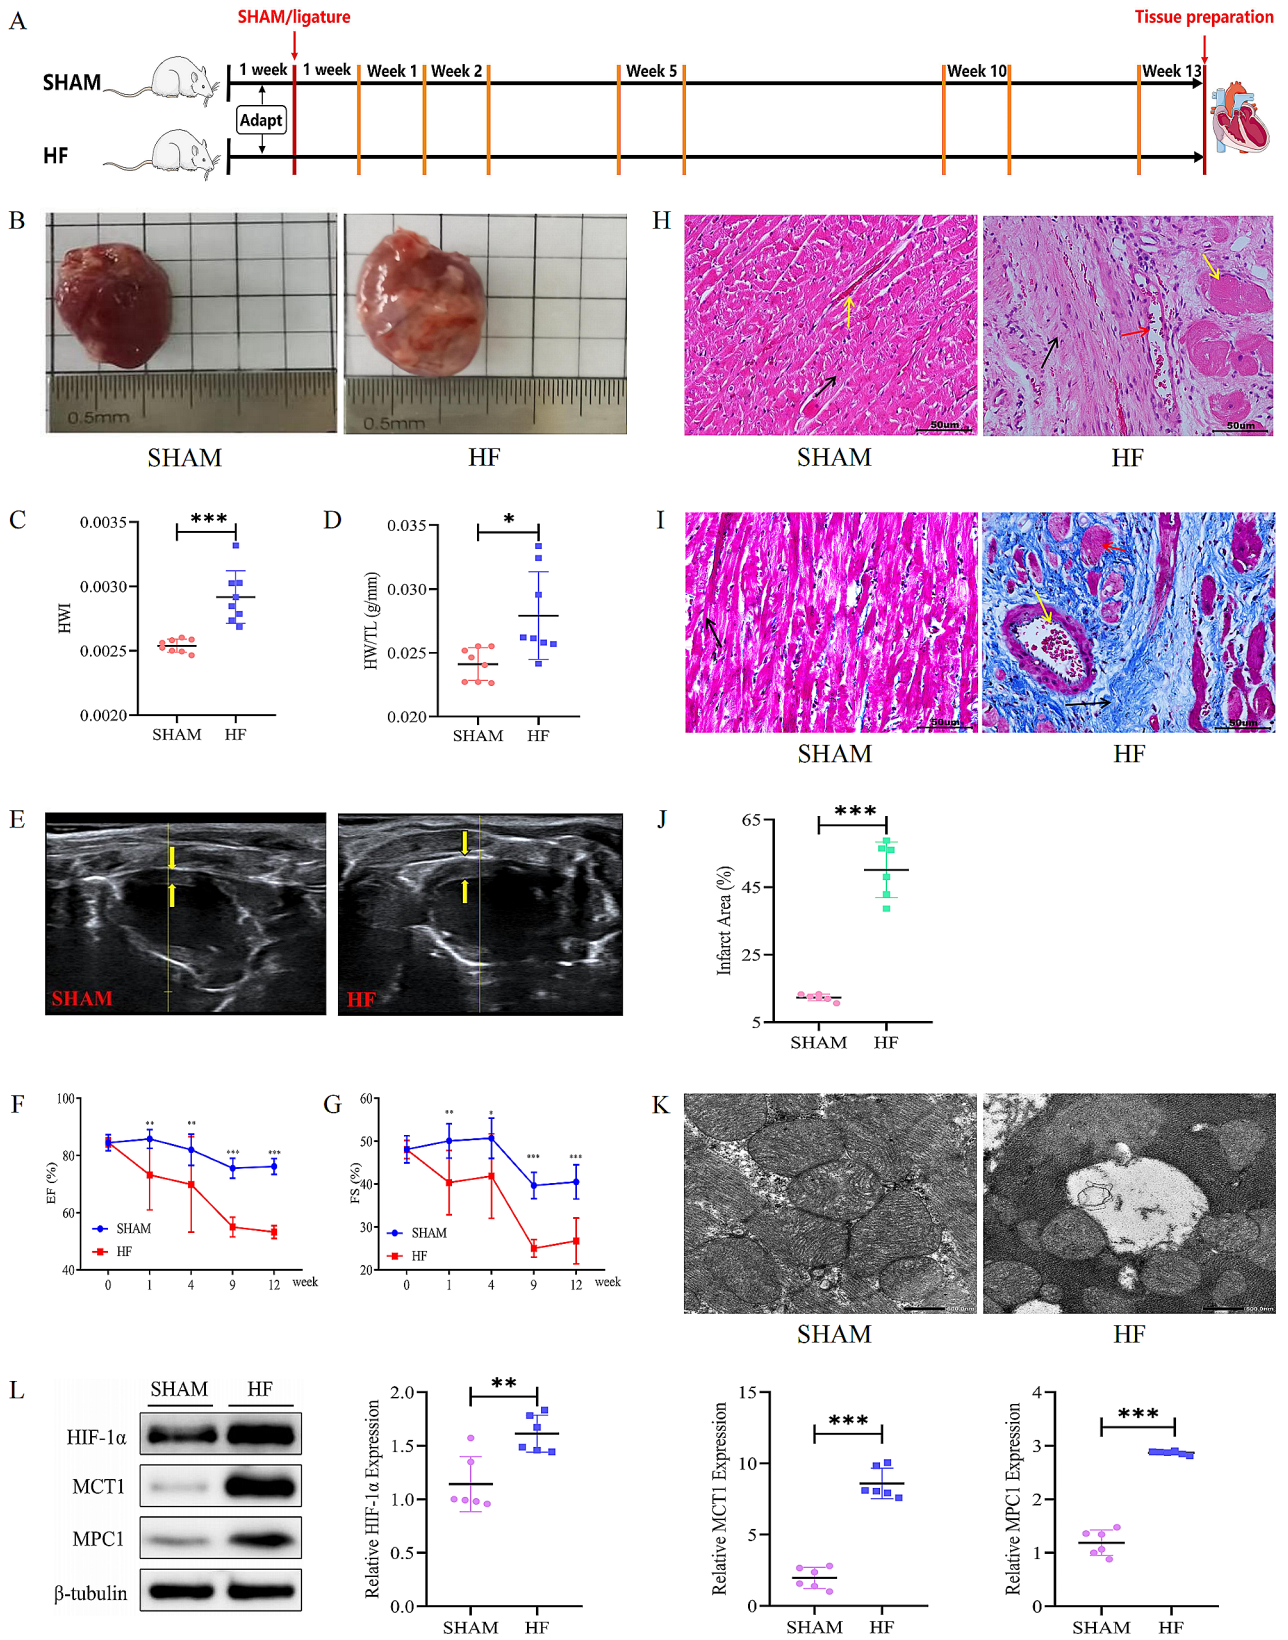 A
SHAM/ligature
Tissue preparation
SHAM
1 week
1 week
Week 1
Week 2
Week 5
Week 10
Week 13
Adapt
HF
B
0.5mm
0.5mm
SHAM
HF
H
50um
50um
SHAM
HF
C
0.0035
0.0030
0.0025
0.0020
HWI
***
SHAM
HF
D
0.035
0.030
0.025
0.020
HW/TL (g/mm)
*
SHAM
HF
I
50um
50um
SHAM
HF
E
SHAM
HF
J
65
45
25
5
Infarct Area (%)
***
SHAM
HF
F
100
80
60
40
EF (%)
**
**
***
***
SHAM
HF
0
1
4
9
12
week
G
60
50
40
30
20
FS (%)
**
*
***
***
SHAM
HF
0
1
4
9
12
week
K
500.0nm
SHAM
HF
L
SHAM
HF
HIF-1α
MCT1
MPC1
β-tubulin
2.0
1.5
1.0
0.5
0.0
Relative HIF-1α Expression
**
SHAM
HF
15
10
5
0
Relative MCT1 Expression
***
SHAM
HF
4
3
2
1
0
Relative MPC1 Expression
***
SHAM
HF